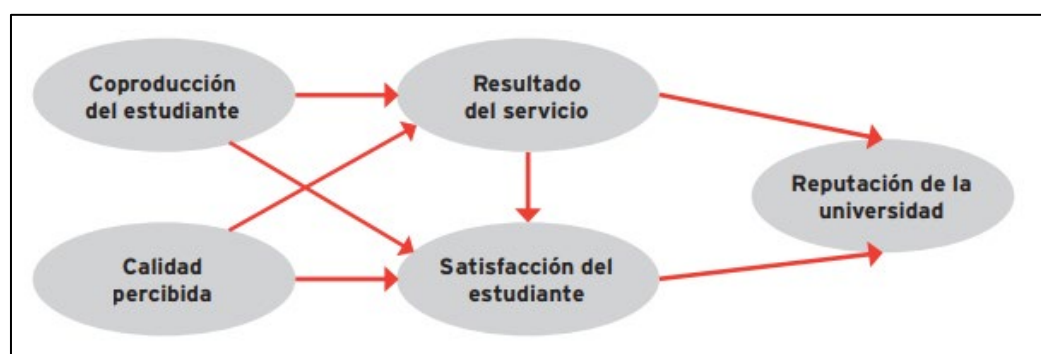 Coproducción
del estudiante
Resultado
del servicio
Reputación de la
universidad
Calidad
percibida
Satisfacción del
estudiante